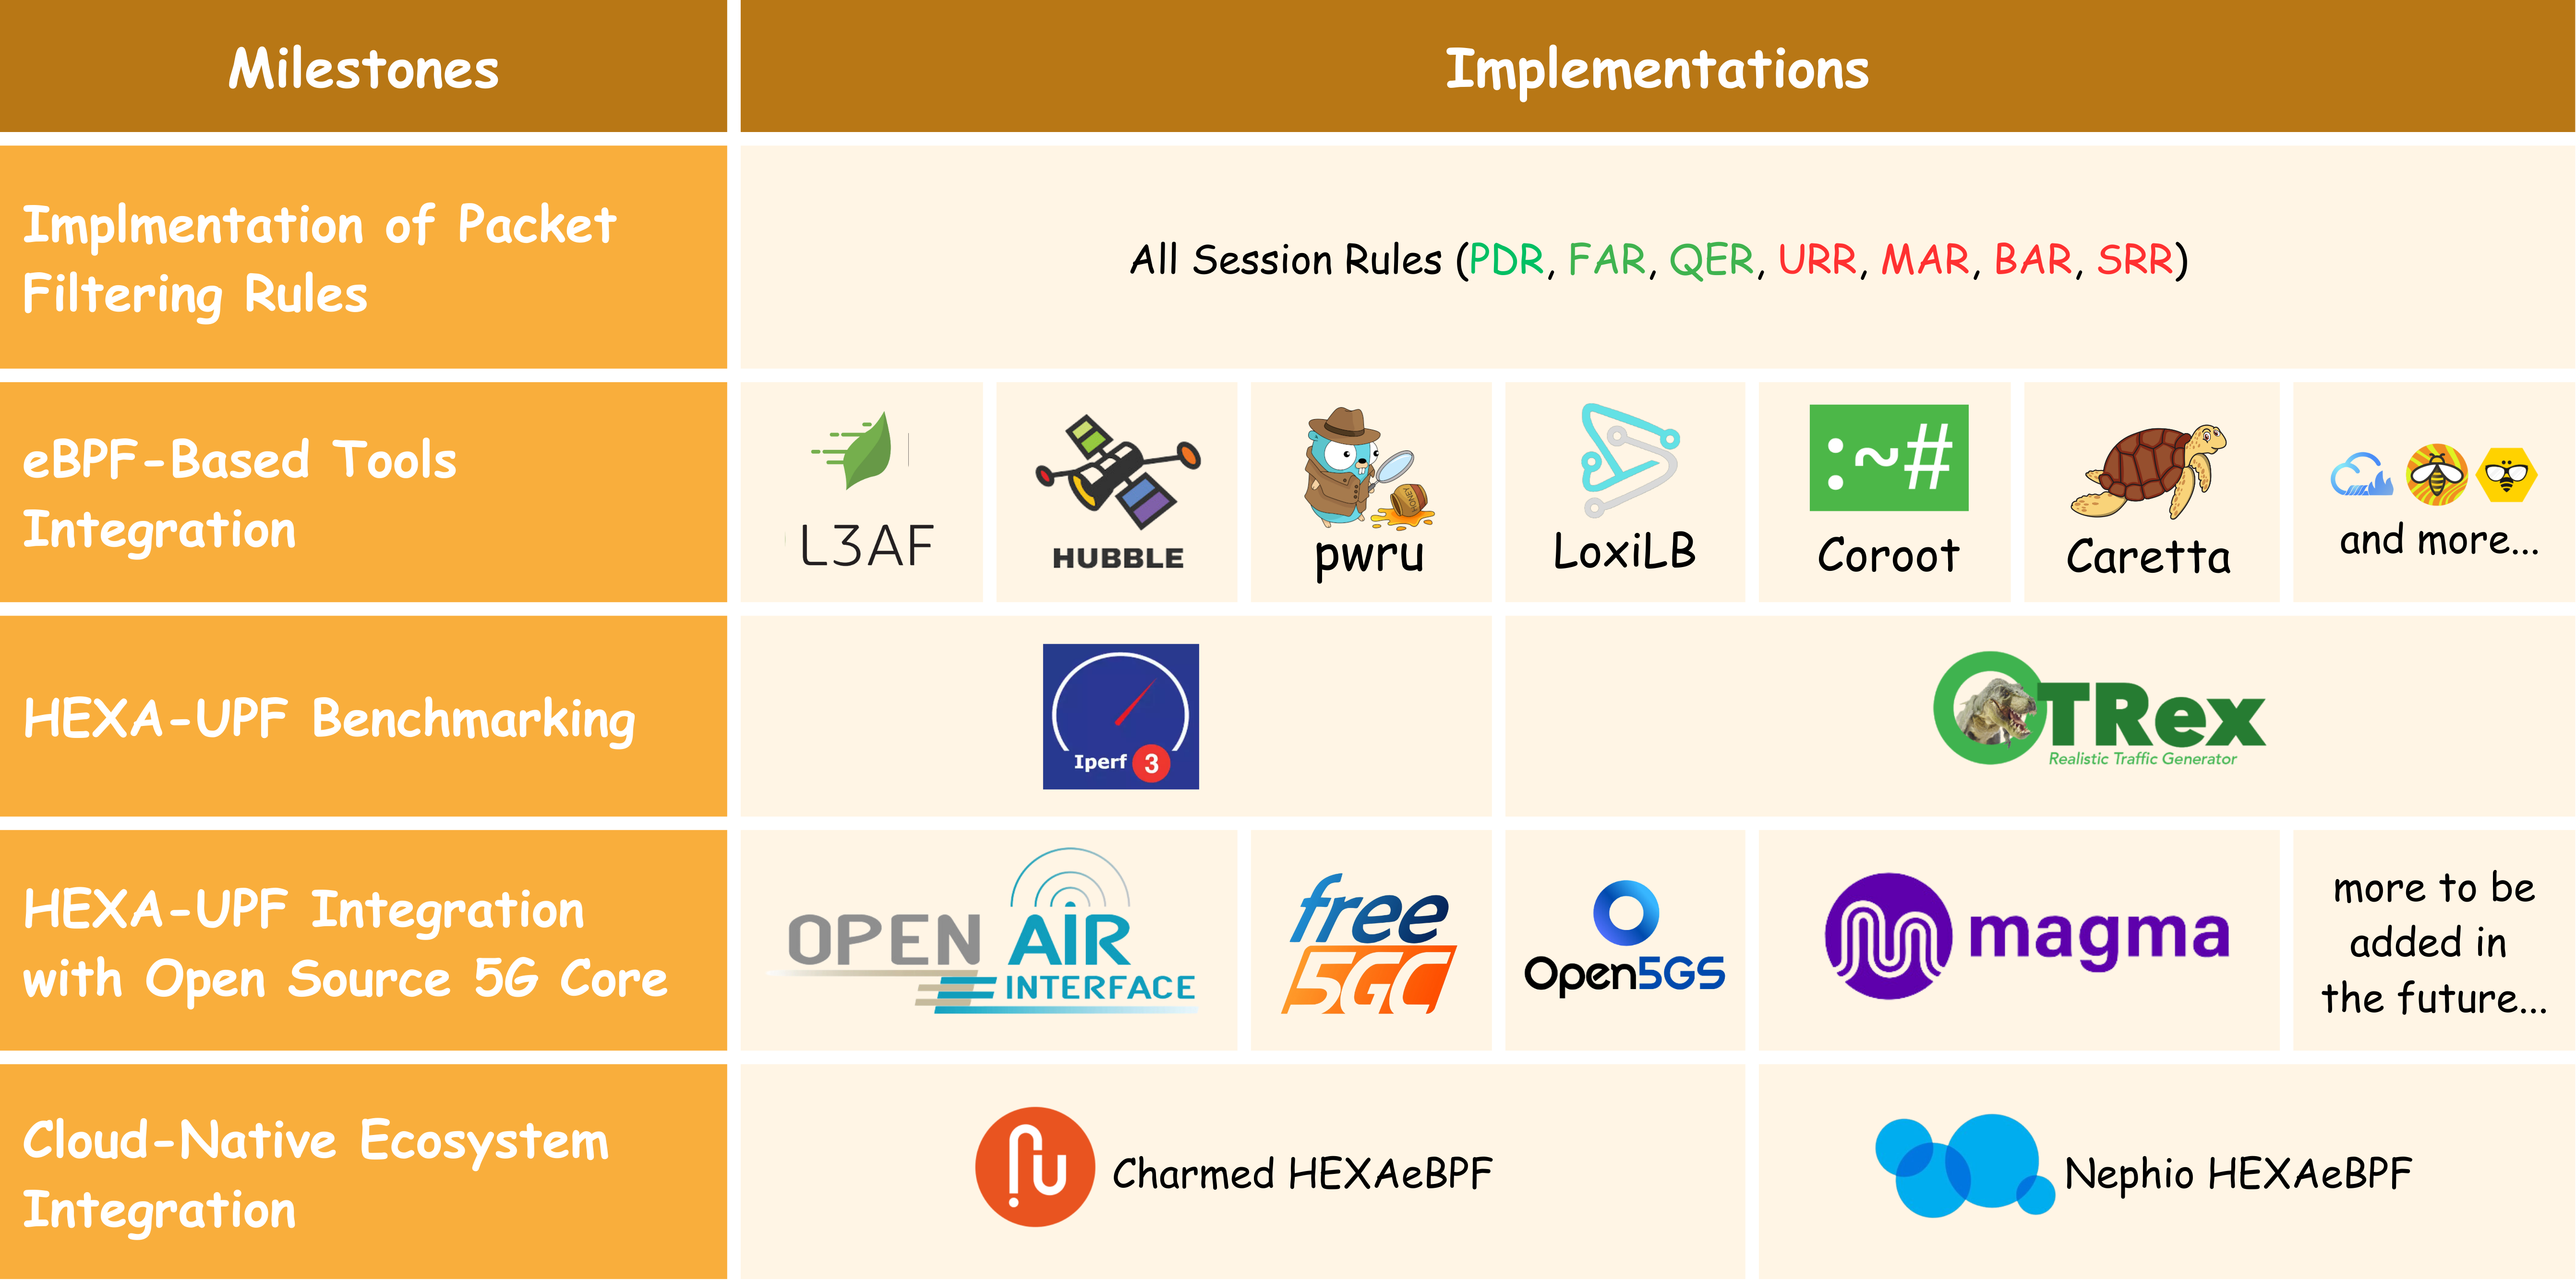 Milestones
Implementations
Implmentation of Packet
Filtering Rules
All Session Rules (PDR, FAR, QER, URR, MAR, BAR, SRR)
eBPF-Based Tools
Integration
L3AF
HUBBLE
HONEY
pwru
LoxiLB
:~#
Coroot
Caretta
and more...
HEXA-UPF Benchmarking
Iperf 3
TRex
Realistic Traffic Generator
HEXA-UPF Integration
with Open Source 5G Core
OPEN AIR
INTERFACE
free
5GC
Open5GS
magma
more to be
added in
the future...
Cloud-Native Ecosystem
Integration
Charmed HEXAeBPF
Nephio HEXAeBPF